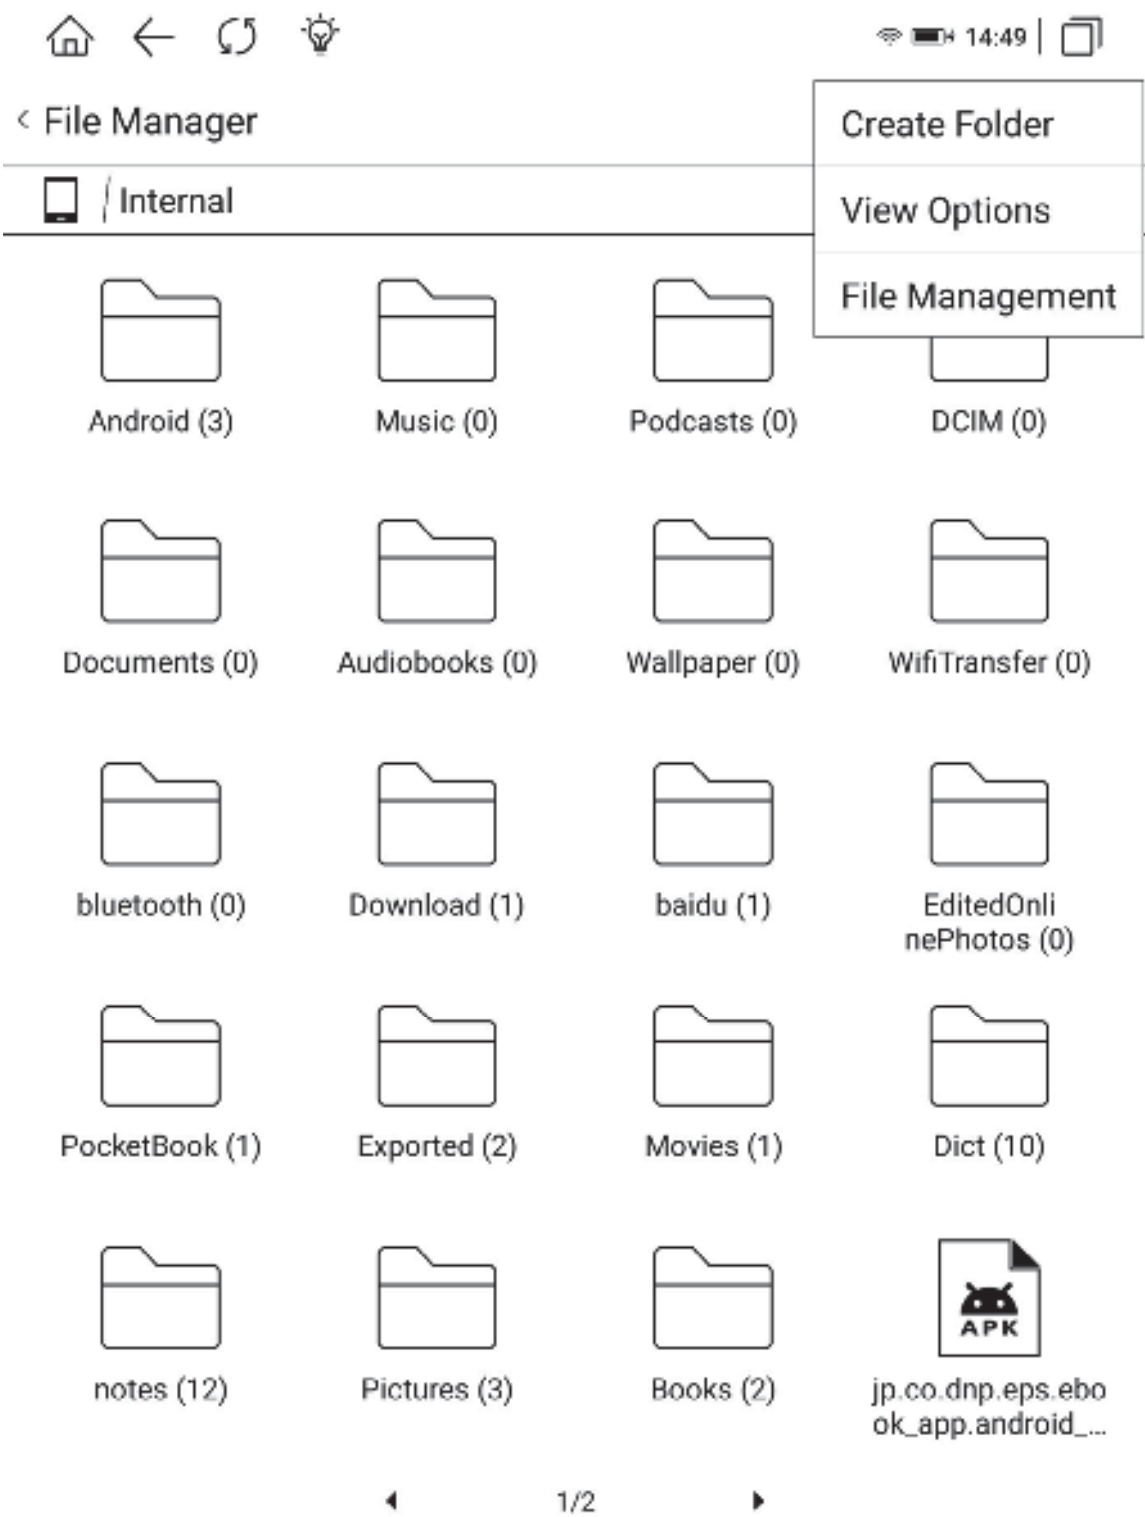 14:49
File Manager
Create Folder
Internal
View Options
File Management
Android (3)
Music (0)
Podcasts (0)
DCIM (0)
Documents (0)
Audiobooks (0)
Wallpaper (0)
WifiTransfer (0)
bluetooth (0)
Download (1)
baidu (1)
EditedOnli
nePhotos (0)
PocketBook (1)
Exported (2)
Movies (1)
Dict (10)
APK
notes (12)
Pictures (3)
Books (2)
jp.co.dnp.eps.ebo
ok_app.android_...
1/2